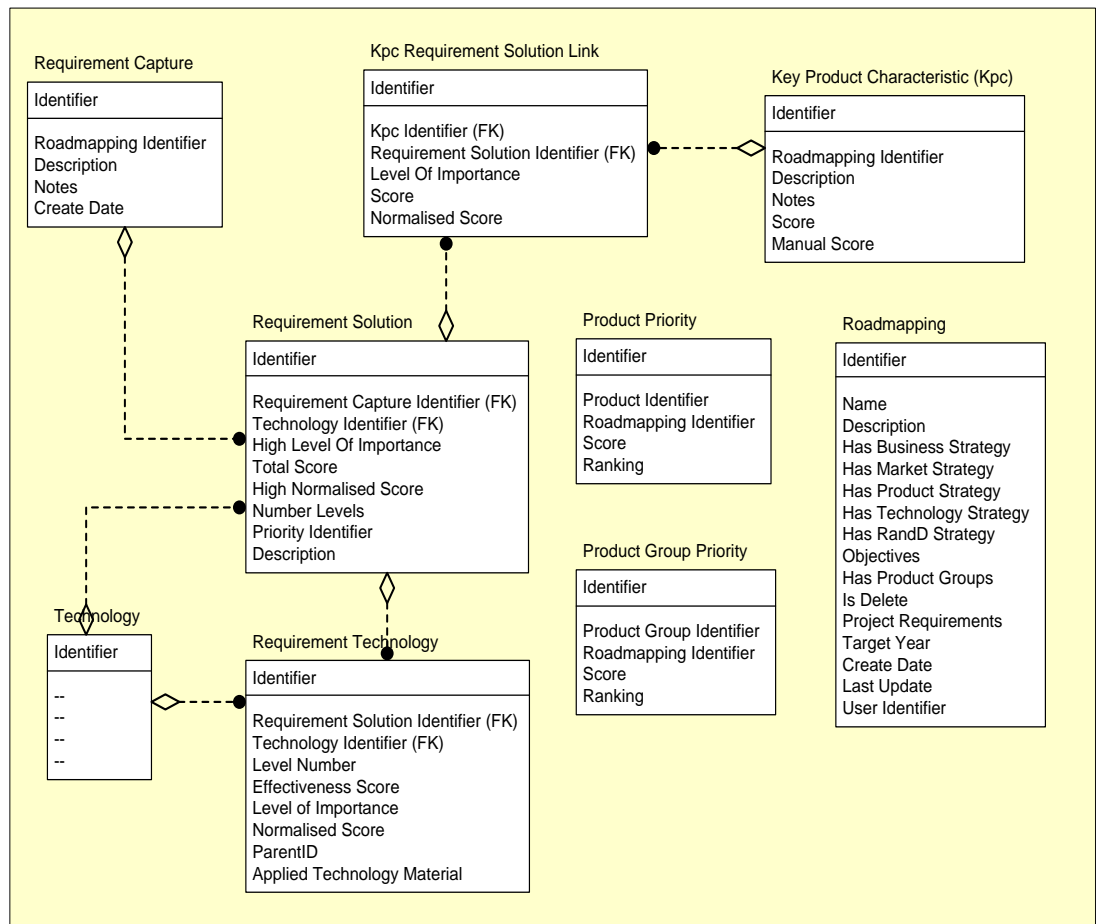 Requirement Capture
Identifier
Roadmapping Identifier
Description
Notes
Create Date
Kpc Requirement Solution Link
Identifier
Kpc Identifier (FK)
Requirement Solution Identifier (FK)
Level Of Importance
Score
Normalised Score
Key Product Characteristic (Kpc)
Identifier
Roadmapping Identifier
Description
Notes
Score
Manual Score
Requirement Solution
Identifier
Requirement Capture Identifier (FK)
Technology Identifier (FK)
High Level Of Importance
Total Score
High Normalised Score
Number Levels
Priority Identifier
Description
Product Priority
Identifier
Product Identifier
Roadmapping Identifier
Score
Ranking
Roadmapping
Identifier
Name
Description
Has Business Strategy
Has Market Strategy
Has Product Strategy
Has Technology Strategy
Has RandD Strategy
Objectives
Has Product Groups
Is Delete
Project Requirements
Target Year
Create Date
Last Update
User Identifier
Product Group Priority
Identifier
Product Group Identifier
Roadmapping Identifier
Score
Ranking
Technology
Identifier
--
--
--
--
Requirement Technology
Identifier
Requirement Solution Identifier (FK)
Technology Identifier (FK)
Level Number
Effectiveness Score
Level of Importance
Normalised Score
ParentID
Applied Technology Material